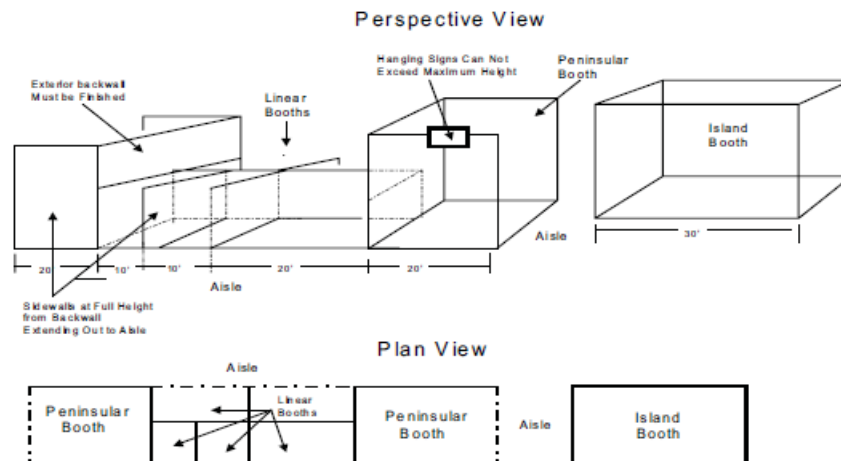 Perspective View
Hanging Signs Can Not
Exceed Maximum Height
Peninsular
Booth
Exterior backwall
Must be Finished
Linear
Booths
Island
Booth
Aisle
20'
10'
10'
20'
20'
30'
Aisle
Sidewalls at Full Height
from Backwall
Extending Out to Aisle
Plan View
Aisle
Peninsular
Booth
Linear
Booths
Peninsular
Booth
Aisle
Island
Booth